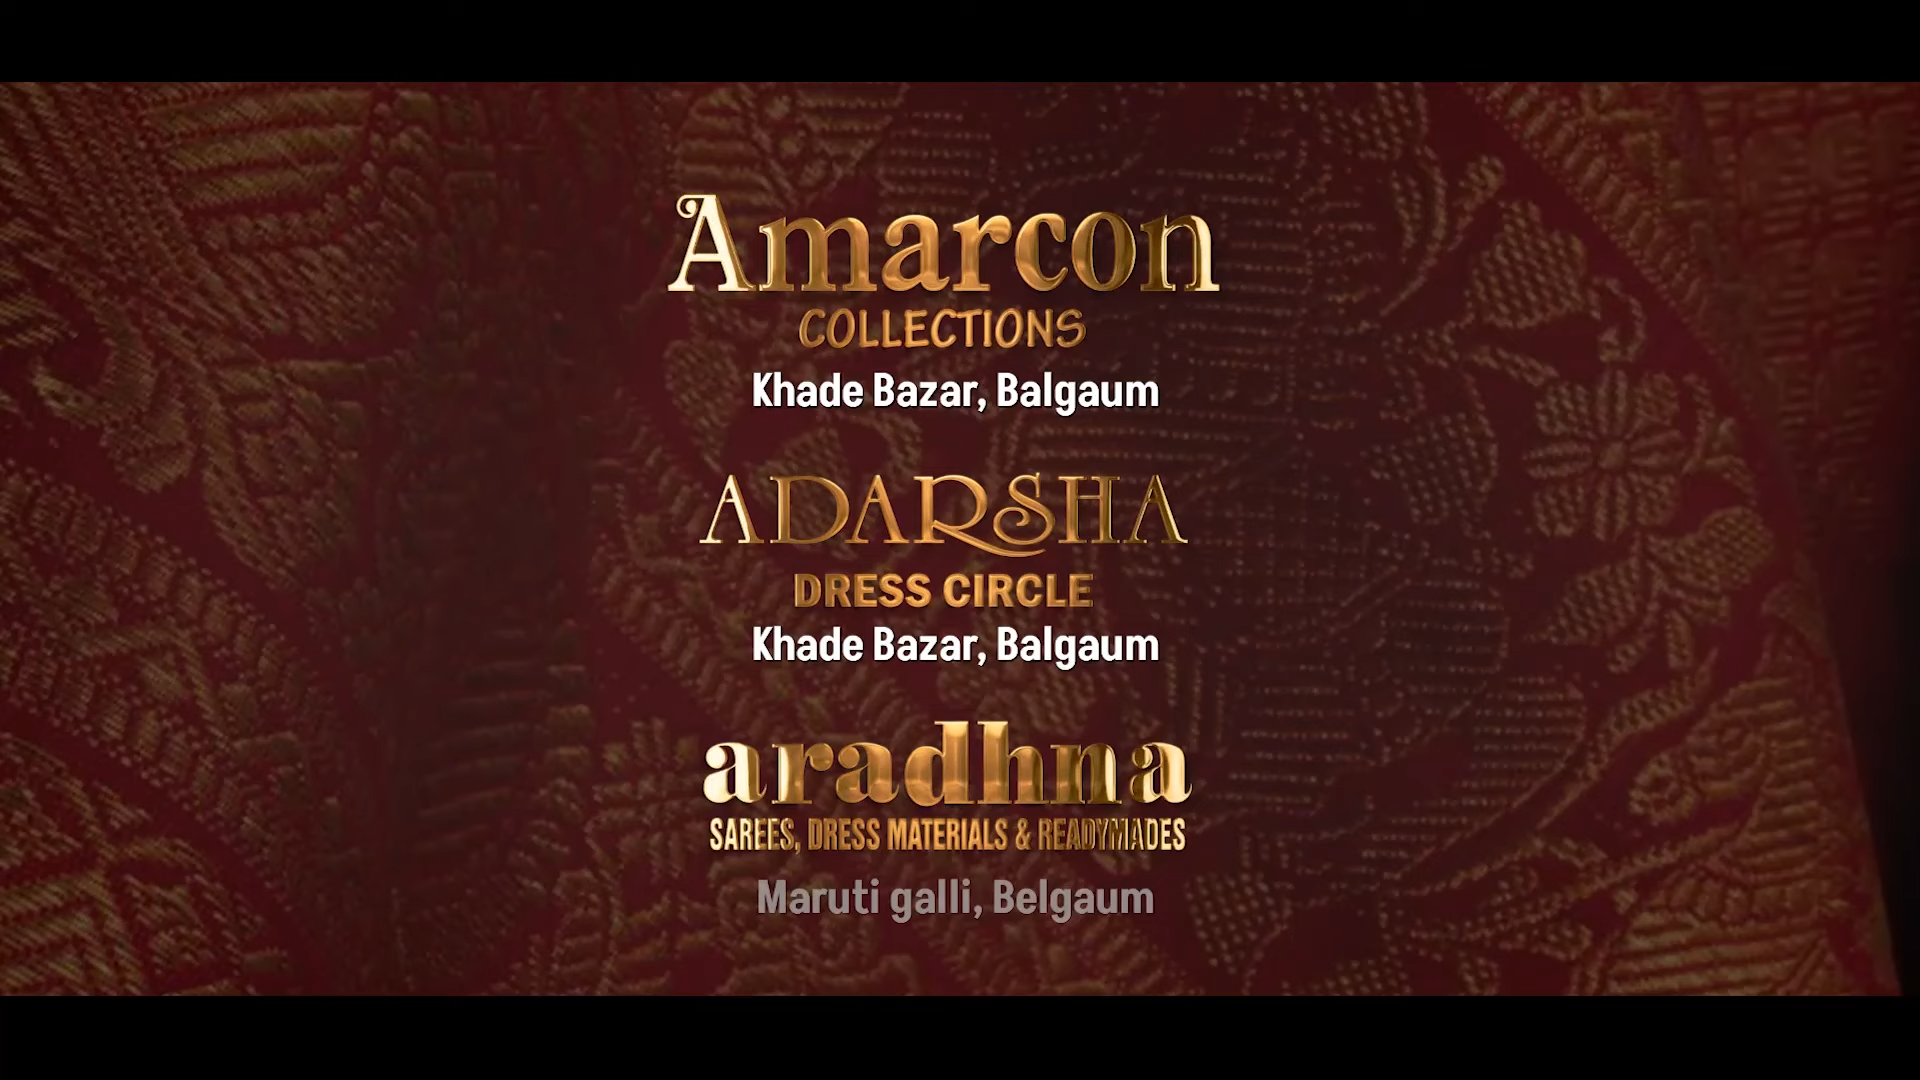 Amarcon
COLLECTIONS
Khade Bazar, Balgaum
ADARSHA
DRESS CIRCLE
Khade Bazar, Balgaum
aradhna
SAREES, DRESS MATERIALS & READYMADES
Maruti galli, Belgaum